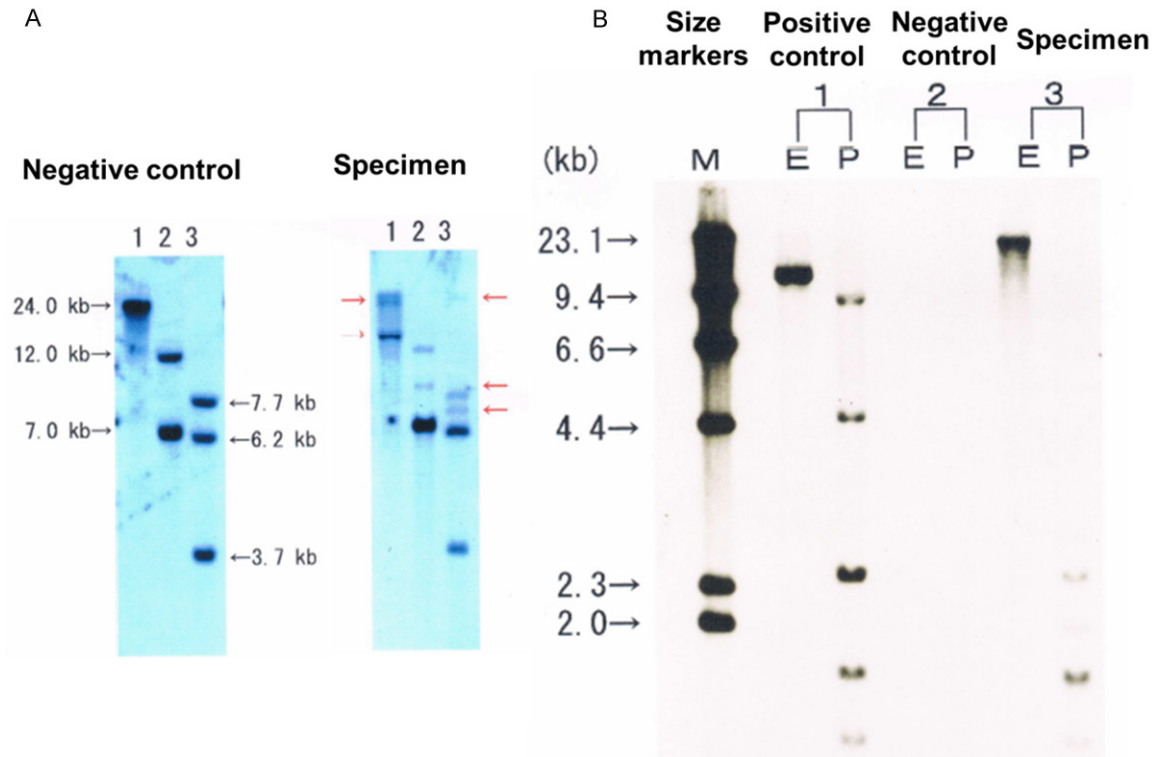 A
Negative control
1 2 3
24.0 kb→
12.0 kb→
7.0 kb→
←7.7 kb
←6.2 kb
←3.7 kb
Specimen
1 2 3
B
Size markers
Positive control
Negative control
Specimen
1
2
3
(kb)
M
E P
E P
E P
23.1→
9.4→
6.6→
4.4→
2.3→
2.0→